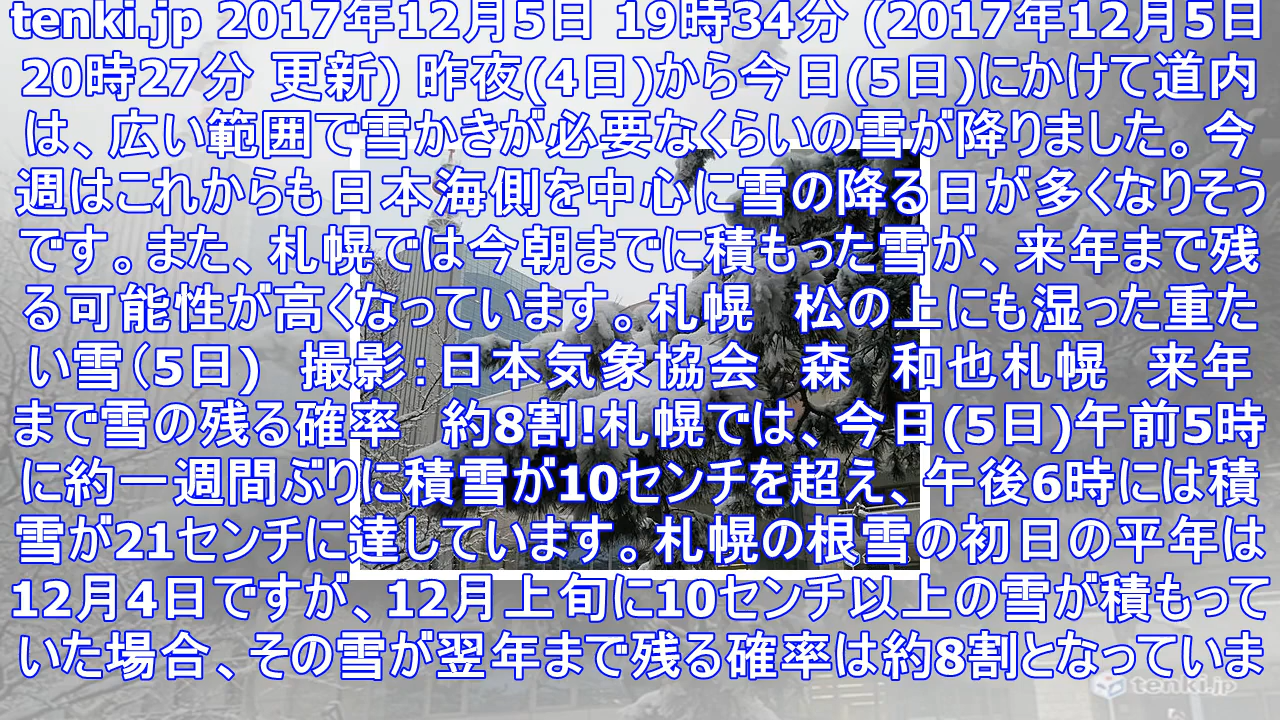 tenki.jp 2017年12月5日 19時34分 (2017年12月5日
20時27分 更新) 昨夜(4日)から今日(5日)にかけて道内
は、広い範囲で雪かきが必要なくらいの雪が降りました。今
週はこれからも日本海側を中心に雪の降る日が多くなりそう
です。また、札幌では今朝までに積もった雪が、来年まで残
る可能性が高くなっています。札幌　松の上にも湿った重た
い雪（5日)　撮影：日本気象協会　森　和也札幌　来年
まで雪の残る確率　約8割!札幌では、今日(5日)午前5時
に約一週間ぶりに積雪が10センチを超え、午後6時には積
雪が21センチに達しています。札幌の根雪の初日の平年は
12月4日ですが、12月上旬に10センチ以上の雪が積もって
いた場合、その雪が翌年まで残る確率は約8割となっていま
tenki.jp